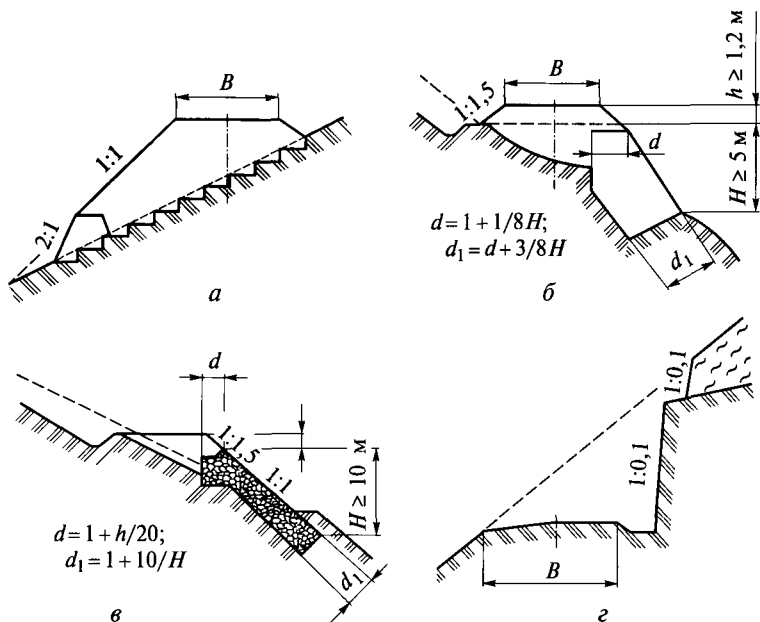 B
1:1
2:1
а
B
1:1,5
d
h ≥ 1,2 м
H ≥ 5 м
d = 1 + 1/8H;
d₁ = d + 3/8H
d₁
б
d
1:1,5
1:1
H ≥ 10 м
d = 1 + h/20;
d₁ = 1 + 10/H
d₁
в
1:0,1
1:0,1
B
г